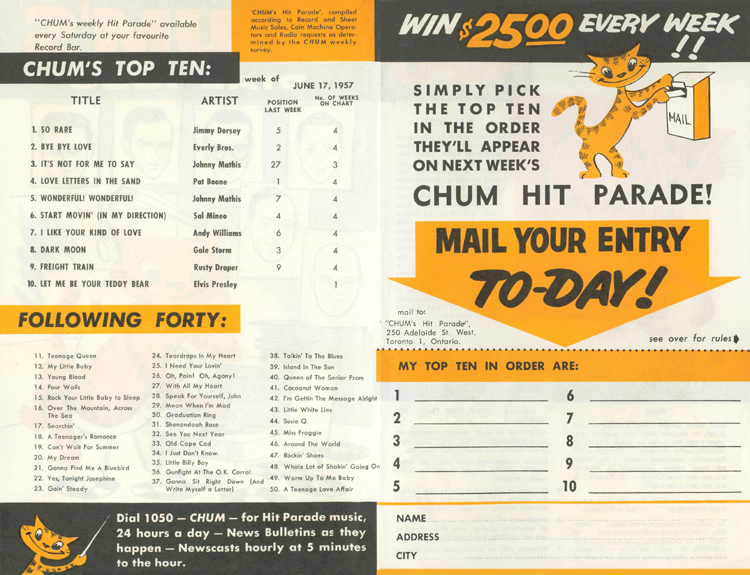 "CHUM's weekly Hit Parade" available
every Saturday at your favourite
Record Bar.
'CHUM's Hit Parade', compiled
according to Record and Sheet
Music Sales, Coin Machine Opera-
tors and Radio requests as deter-
mined by the CHUM weekly
survey.
CHUM'S TOP TEN:
week of JUNE 17, 1957
TITLE ARTIST POSITION LAST WEEK No. OF WEEKS ON CHART
1. SO RARE Jimmy Dorsey 5 4
2. BYE BYE LOVE Everly Bros. 2 4
3. IT'S NOT FOR ME TO SAY Johnny Mathis 27 3
4. LOVE LETTERS IN THE SAND Pat Boone 1 4
5. WONDERFUL! WONDERFUL! Johnny Mathis 7 4
6. START MOVIN' (IN MY DIRECTION) Sal Mineo 4 4
7. I LIKE YOUR KIND OF LOVE Andy Williams 6 4
8. DARK MOON Gale Storm 3 4
9. FREIGHT TRAIN Rusty Draper 9 4
10. LET ME BE YOUR TEDDY BEAR Elvis Presley 1
FOLLOWING FORTY:
11. Teenage Queen
12. My Little Baby
13. Young Blood
14. Four Walls
15. Rock Your Little Baby to Sleep
16. Over The Mountain, Across
The Sea
17. Searchin'
18. A Teenager's Romance
19. Can't Wait For Summer
20. My Dream
21. Gonna Find Me A Bluebird
22. Yes, Tonight Josephine
23. Goin' Steady
24. Teardrops In My Heart
25. I Need Your Lovin'
26. Oh, Pain! Oh, Agony!
27. With All My Heart
28. Speak For Yourself, John
29. Mean When I'm Mad
30. Graduation Ring
31. Shenandoah Rose
32. See You Next Year
33. Old Cape Cod
34. I Just Don't Know.
35. Little Billy Boy
36. Gunfight At The O.K. Corral
37. Gonna Sit Right Down (And
Write Myself a Letter)
38. Talkin' To The Blues
39. Island In The Sun
40. Queen of The Senior Prom
41. Cocoanut Woman
42. I'm Gettin The Message Alright
43. Little White Lies
44. Susie Q.
45. Miss Froggie
46. Around The World
47. Rockin' Shoes
48. Whole Lot of Shakin' Going On
49. Warm Up To Me Baby
50. A Teenage Love Affair
Dial 1050 — CHUM — for Hit Parade music,
24 hours a day — News Bulletins as they
happen — Newscasts hourly at 5 minutes
to the hour.
WIN $25.00 EVERY WEEK!!
SIMPLY PICK
THE TOP TEN
IN THE ORDER
THEY'LL APPEAR
ON NEXT WEEK'S
MAIL
CHUM HIT PARADE!
MAIL YOUR ENTRY
TO-DAY!
mail to:
"CHUM's Hit Parade",
250 Adelaide St. West,
Toronto 1, Ontario.
see over for rules
MY TOP TEN IN ORDER ARE:
1 6
2 7
3 8
4 9
5 10
NAME
ADDRESS
CITY